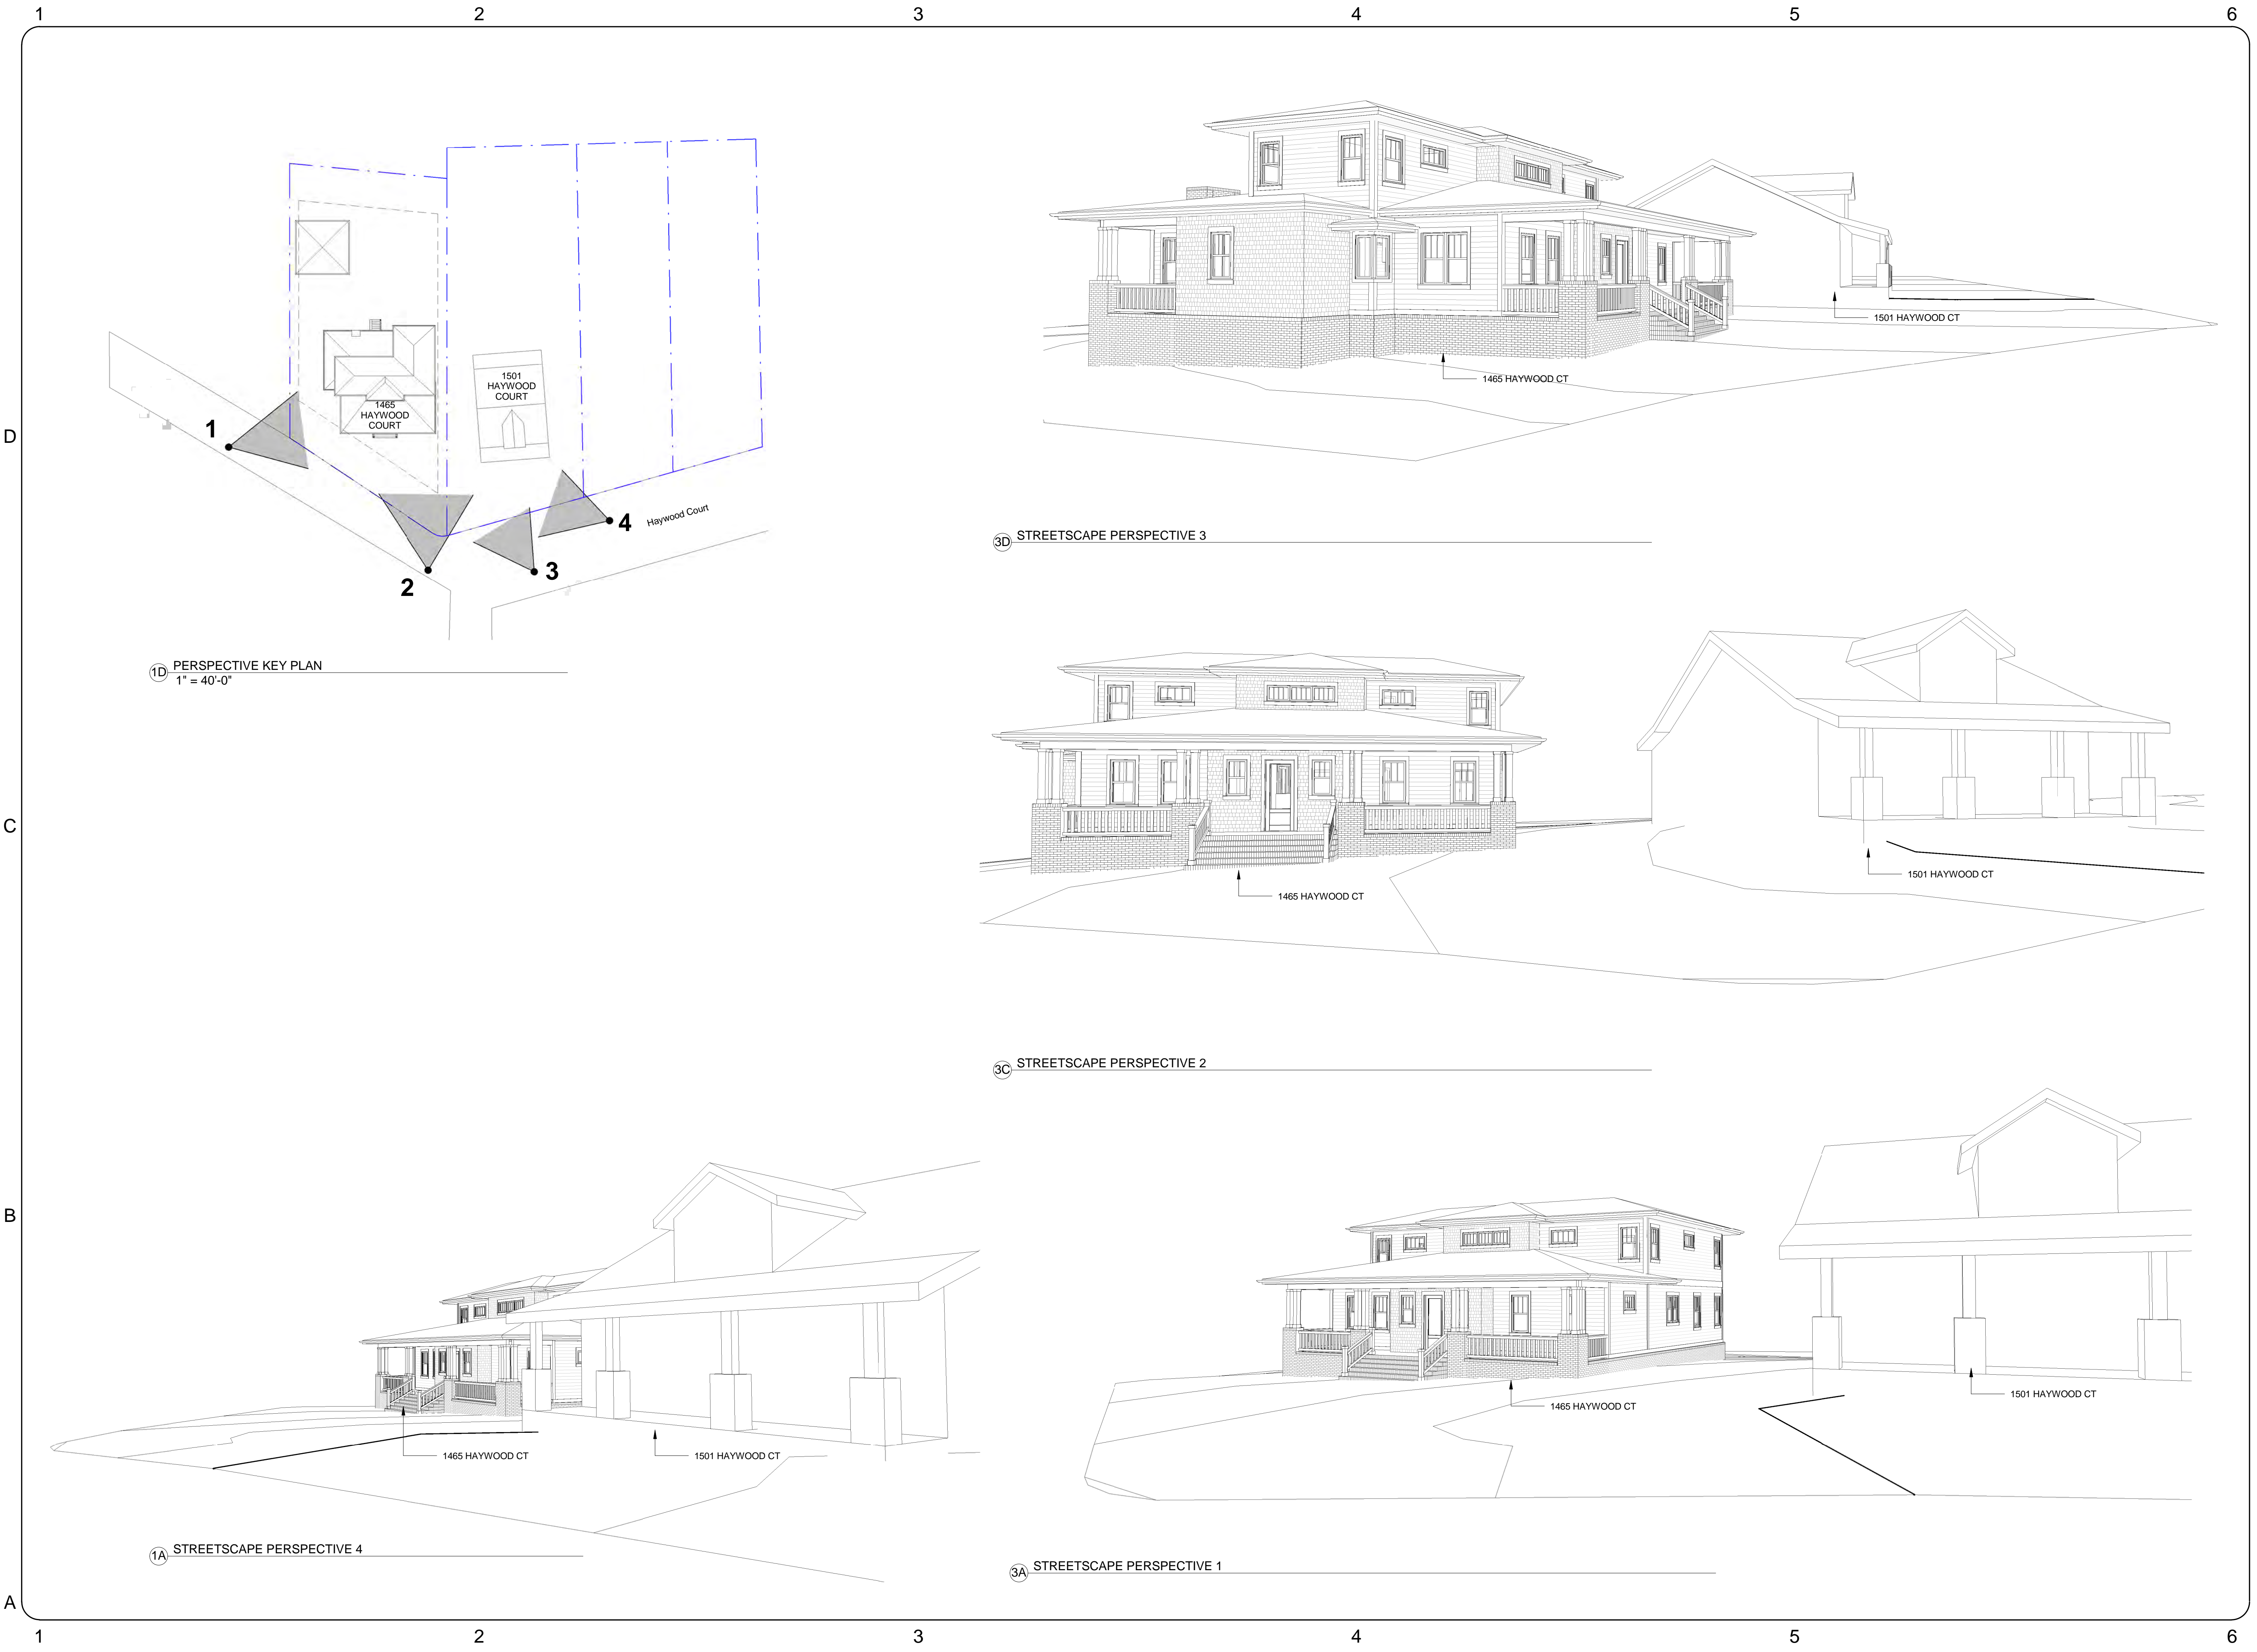 1 2 3 4 5 6
D
C
B
A
1465
HAYWOOD
COURT
1501
HAYWOOD
COURT
1
2
3
4
Haywood Court
1D PERSPECTIVE KEY PLAN
1" = 40'-0"
1501 HAYWOOD CT
1465 HAYWOOD CT
3D STREETSCAPE PERSPECTIVE 3
1465 HAYWOOD CT
1501 HAYWOOD CT
3C STREETSCAPE PERSPECTIVE 2
1465 HAYWOOD CT
1501 HAYWOOD CT
1A STREETSCAPE PERSPECTIVE 4
1501 HAYWOOD CT
1465 HAYWOOD CT
3A STREETSCAPE PERSPECTIVE 1
1 2 3 4 5 6